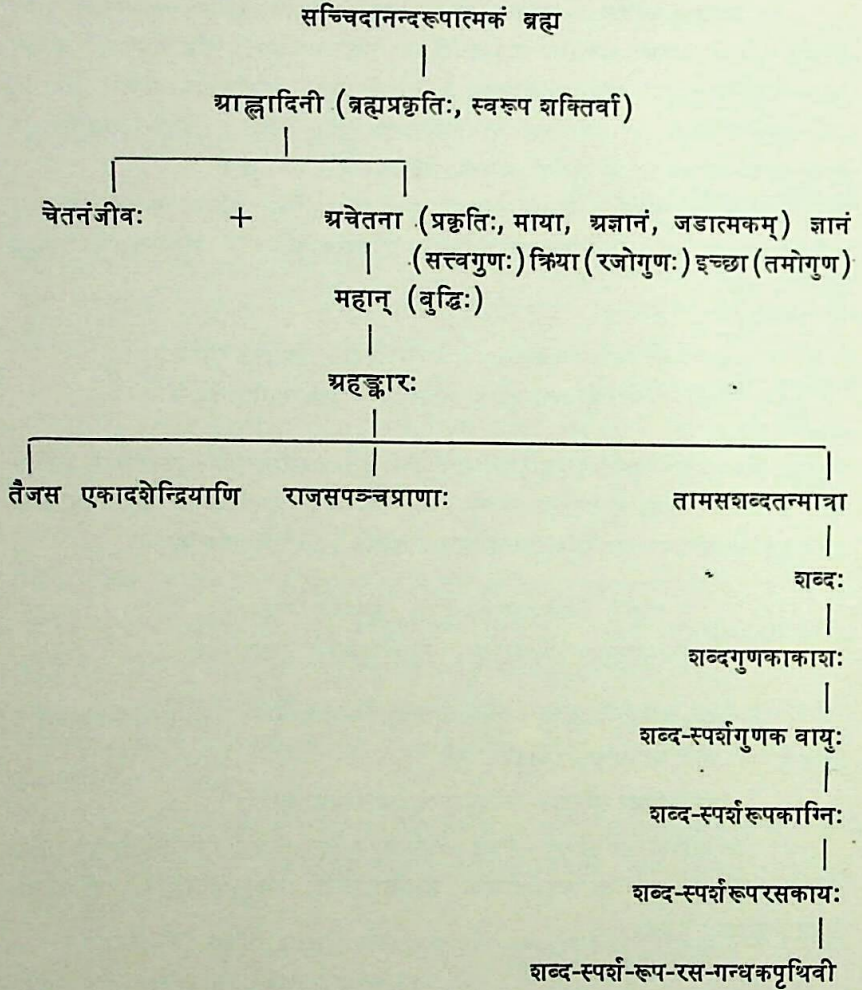 सच्चिदानन्दरूपात्मकं ब्रह्म
आह्लादिनी (ब्रह्मप्रकृतिः, स्वरूप शक्तिर्वा)
चेतनंजीवः + अचेतना (प्रकृतिः, माया, अज्ञानं, जडात्मकम्) ज्ञानं
(सत्त्वगुणः) क्रिया (रजोगुणः) इच्छा (तमोगुण)
महान् (वुद्धिः)
अहङ्कारः
तैजस एकादशेन्द्रियाणि राजसपञ्चप्राणाः तामसशब्दतन्मात्रा
शब्दः
शब्दगुणकाकाशः
शब्द-स्पर्शगुणक वायुः
शब्द-स्पर्शरूपकाग्निः
शब्द-स्पर्शरूपरसकायः
शब्द-स्पर्श-रूप-रस-गन्धकपृथिवी